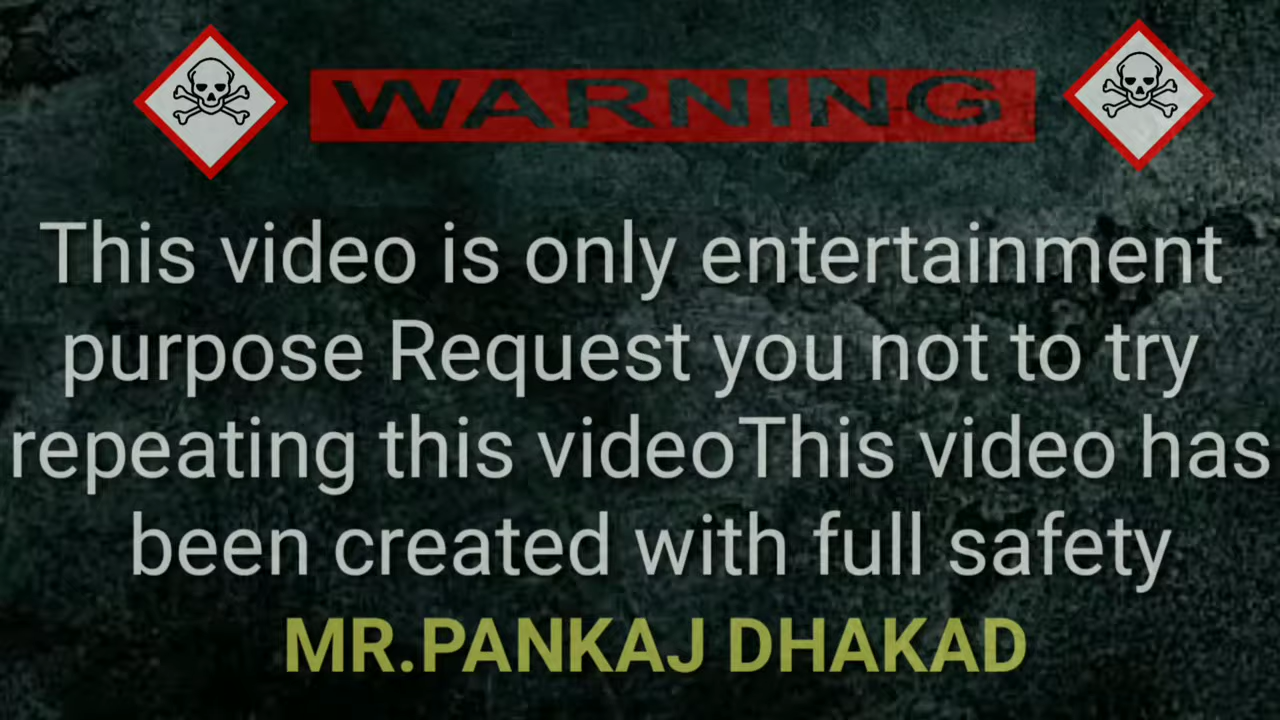 WARNING
This video is only entertainment
purpose Request you not to try
repeating this videoThis video has
been created with full safety
MR.PANKAJ DHAKAD